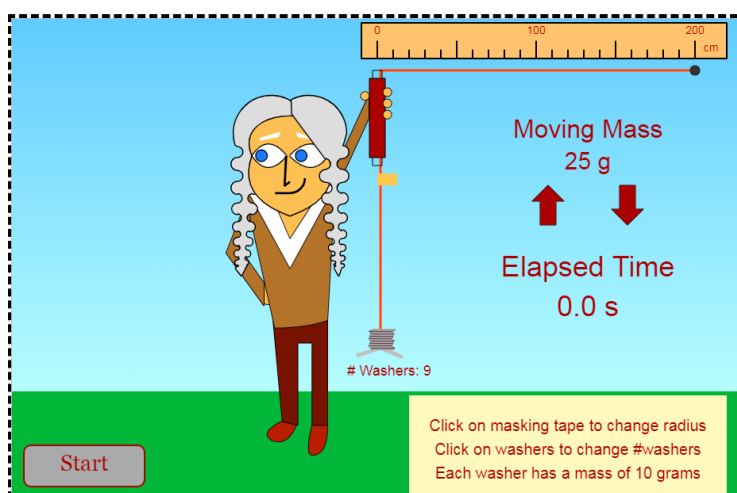 0 100 200
cm
Moving Mass
25 g
Elapsed Time
0.0 s
# Washers: 9
Click on masking tape to change radius
Click on washers to change #washers
Each washer has a mass of 10 grams
Start